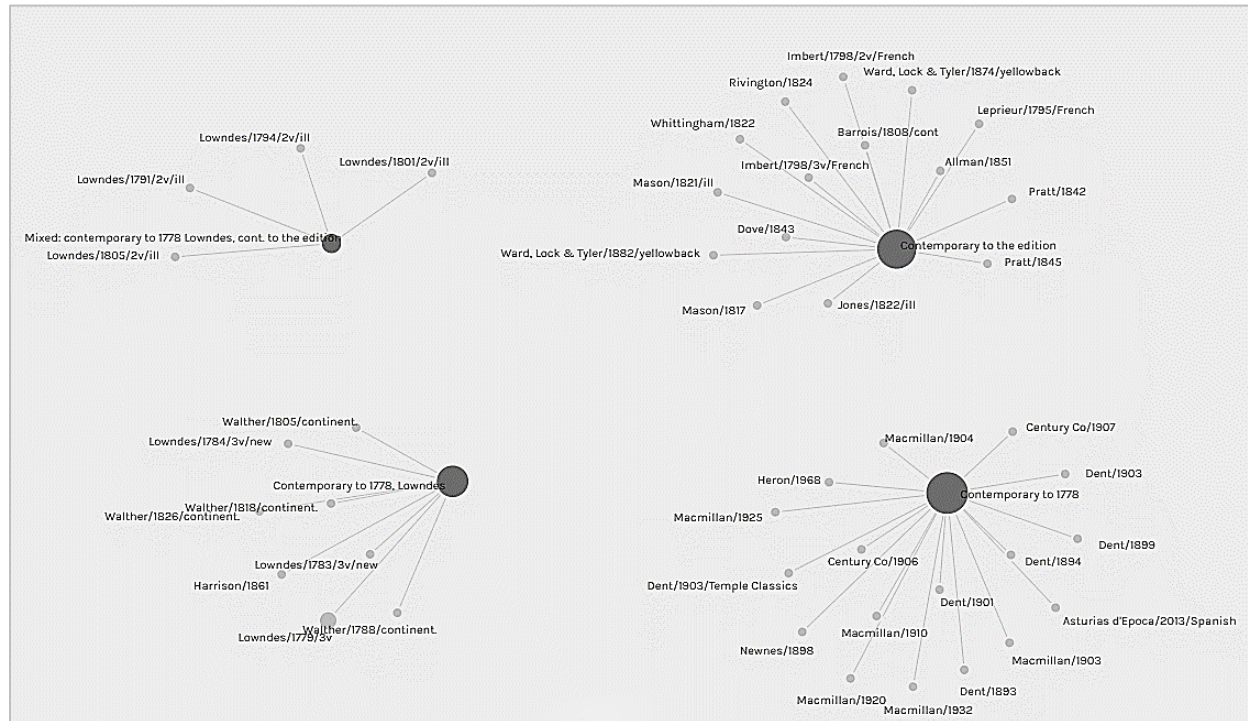 Lowndes/1794/2v/ill
Lowndes/1801/2v/ill
Lowndes/1791/2v/ill
Mixed: contemporary to 1778 Lowndes, cont. to the edition
Lowndes/1805/2v/ill
Imbert/1798/2v/French
Ward, Lock & Tyler/1874/yellowback
Rivington/1824
Leprieur/1795/French
Whittingham/1822
Barrois/1808/cont
Imbert/1798/3v/French
Allman/1851
Mason/1821/ill
Pratt/1842
Dove/1843
Contemporary to the edition
Ward, Lock & Tyler/1882/yellowback
Pratt/1845
Mason/1817
Jones/1822/ill
Walther/1805/continent.
Lowndes/1784/3v/new
Contemporary to 1778, Lowndes
Walther/1818/continent.
Walther/1826/continent.
Lowndes/1783/3v/new
Harrison/1861
Walther/1788/continent.
Lowndes/1779/3v
Century Co/1907
Macmillan/1904
Dent/1903
Heron/1968
Contemporary to 1778
Macmillan/1925
Dent/1899
Century Co/1906
Dent/1894
Dent/1903/Temple Classics
Dent/1901
Asturias d'Epoca/2013/Spanish
Macmillan/1910
Newnes/1898
Macmillan/1903
Dent/1893
Macmillan/1920
Macmillan/1932